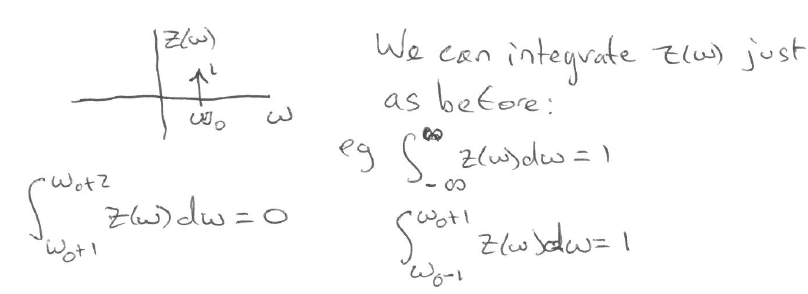 Z(ω)
1
ω₀
ω
We can integrate Z(ω) just
as before:
eg ∫_{-∞}^{∞} Z(ω)dω = 1
∫_{ω₀+1}^{ω₀+2} Z(ω)dω = 0
∫_{ω₀-1}^{ω₀+1} Z(ω)dω = 1